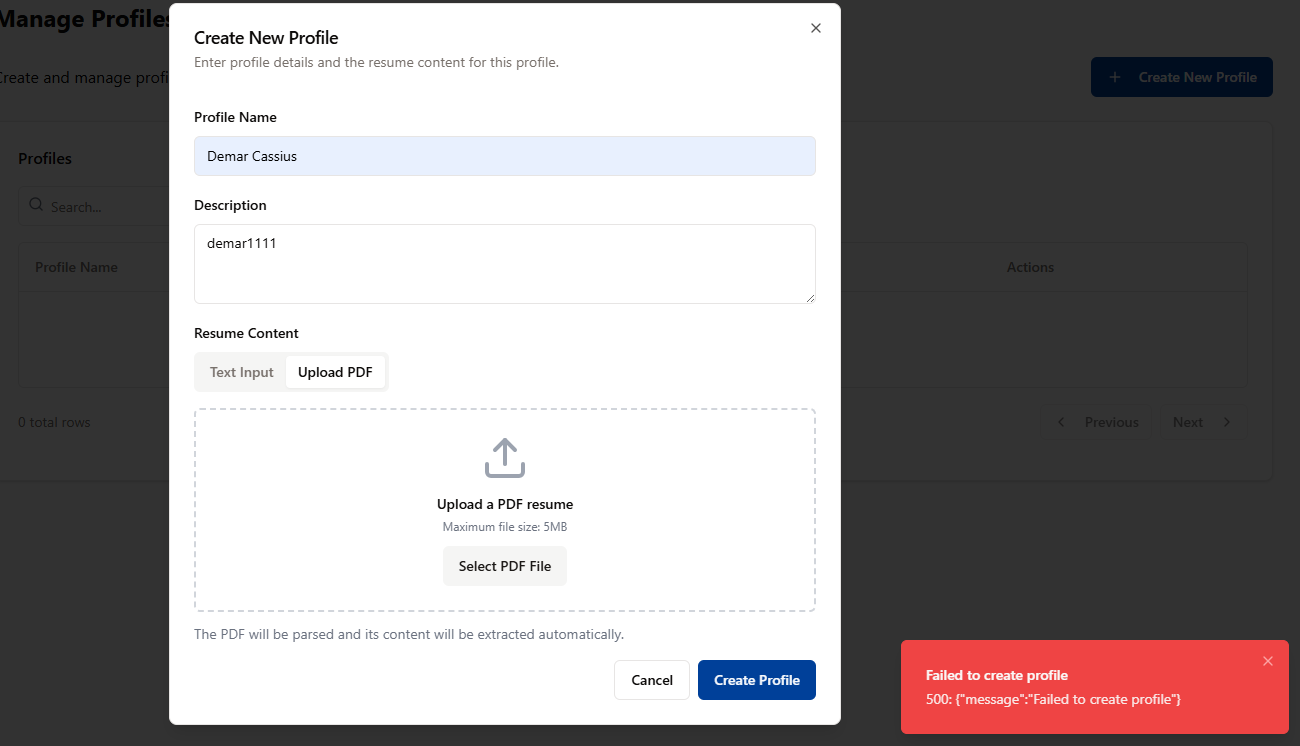 Manage Profiles
Create and manage profi
Create New Profile
Profiles
Search...
Profile Name
Actions
0 total rows
Previous
Next
Create New Profile
Enter profile details and the resume content for this profile.
Profile Name
Demar Cassius
Description
demar1111
Resume Content
Text Input
Upload PDF
Upload a PDF resume
Maximum file size: 5MB
Select PDF File
The PDF will be parsed and its content will be extracted automatically.
Cancel
Create Profile
Failed to create profile
500: {"message":"Failed to create profile"}